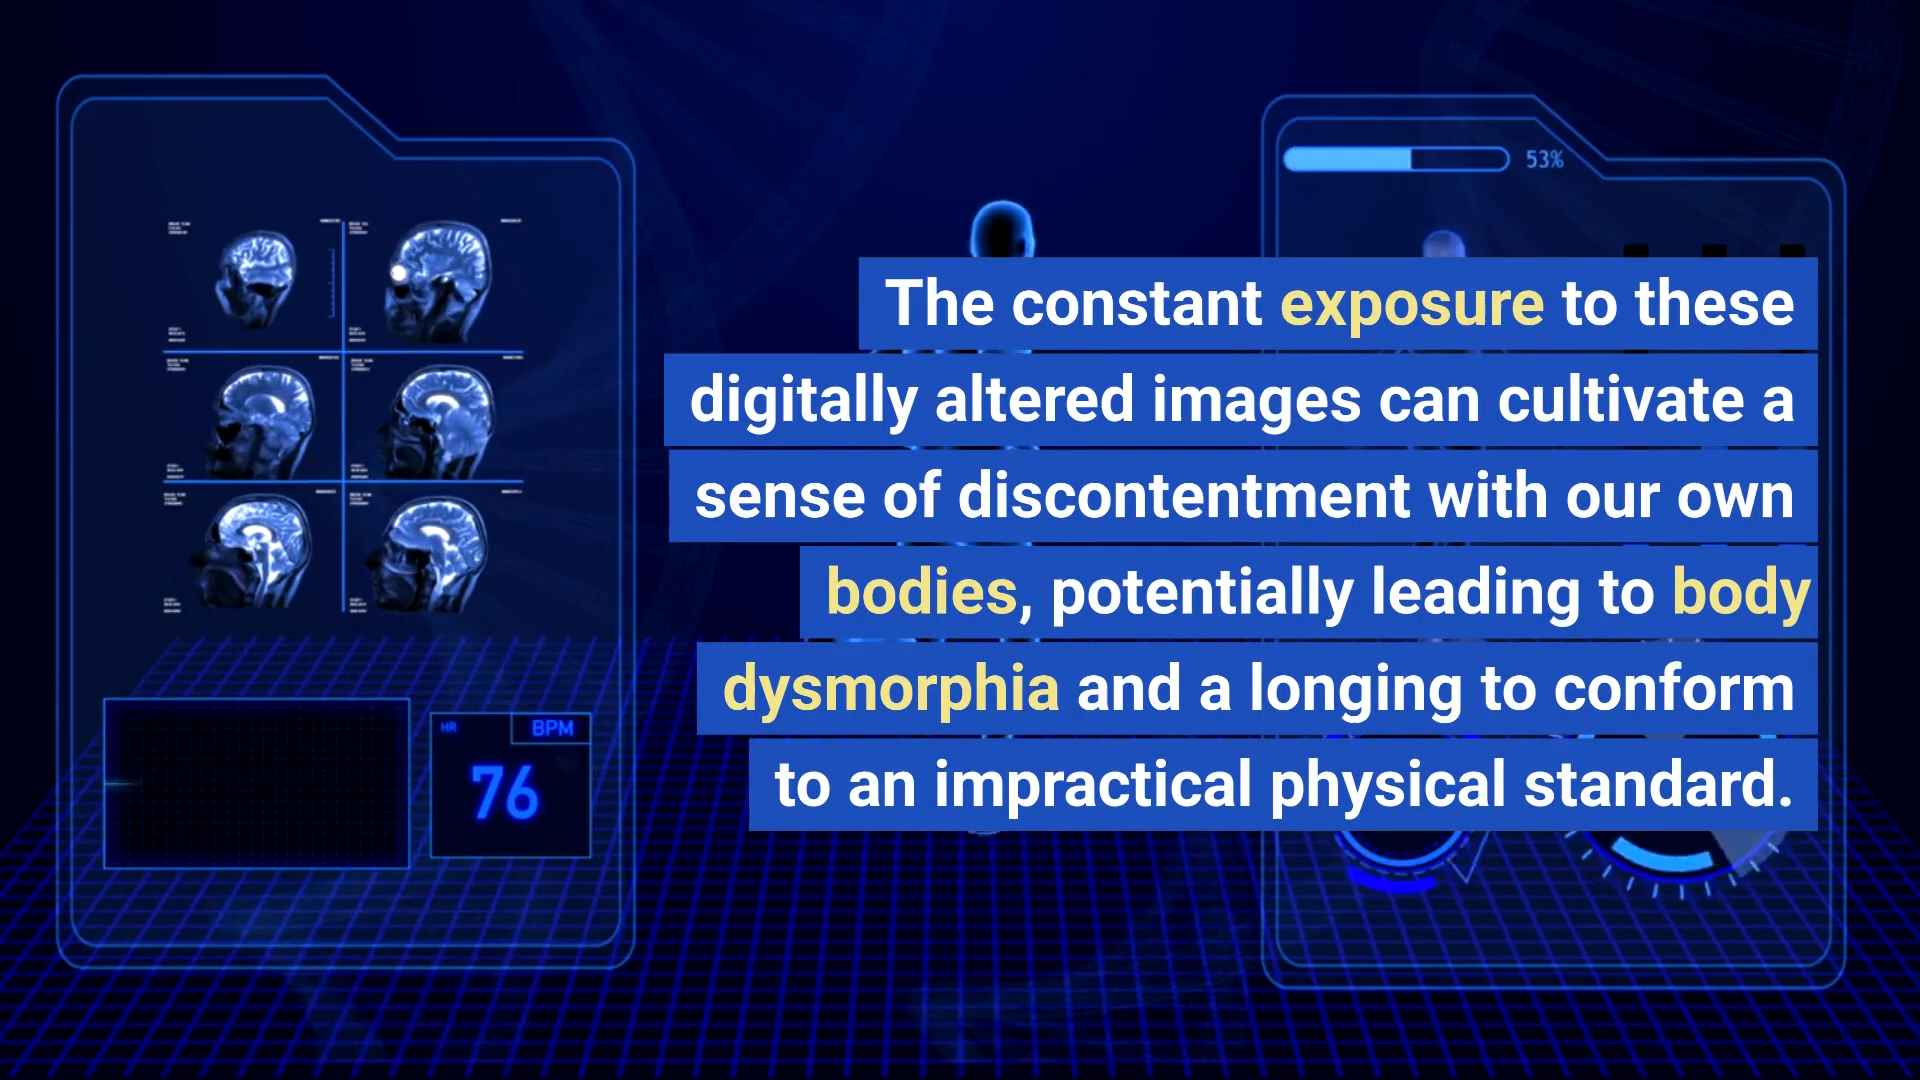 53%
The constant exposure to these
digitally altered images can cultivate a
sense of discontentment with our own
bodies, potentially leading to body
dysmorphia and a longing to conform
to an impractical physical standard.
HR
BPM
76